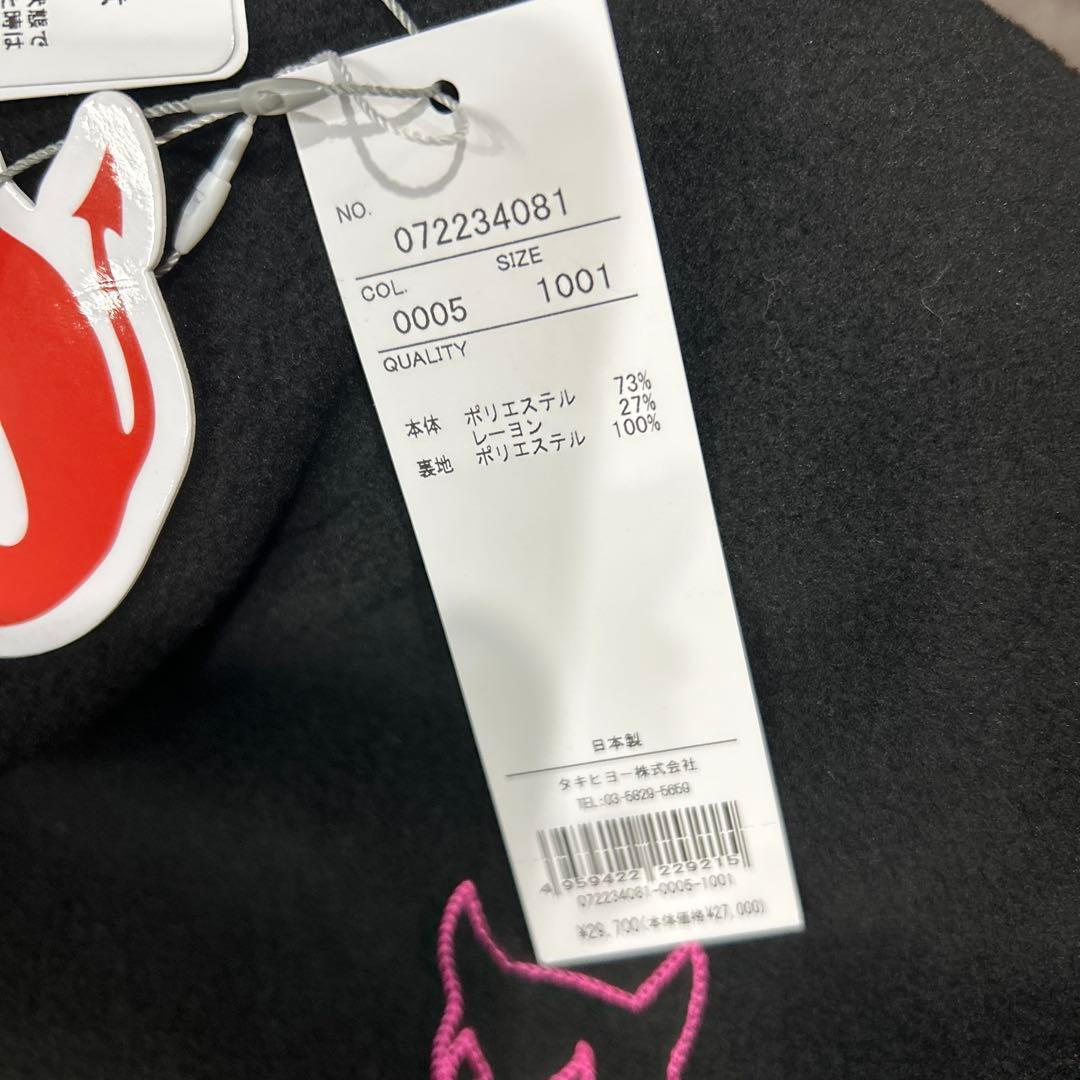 NO. 072234081
COL. SIZE
0005 1001
QUALITY
本体 ポリエステル 73%
レーヨン 27%
裏地 ポリエステル 100%
日本製
タキヒヨー株式会社
TEL:03-5829-5659
4 959422 229215
072234081-0005-1001
¥29,700(本体価格¥27,000)